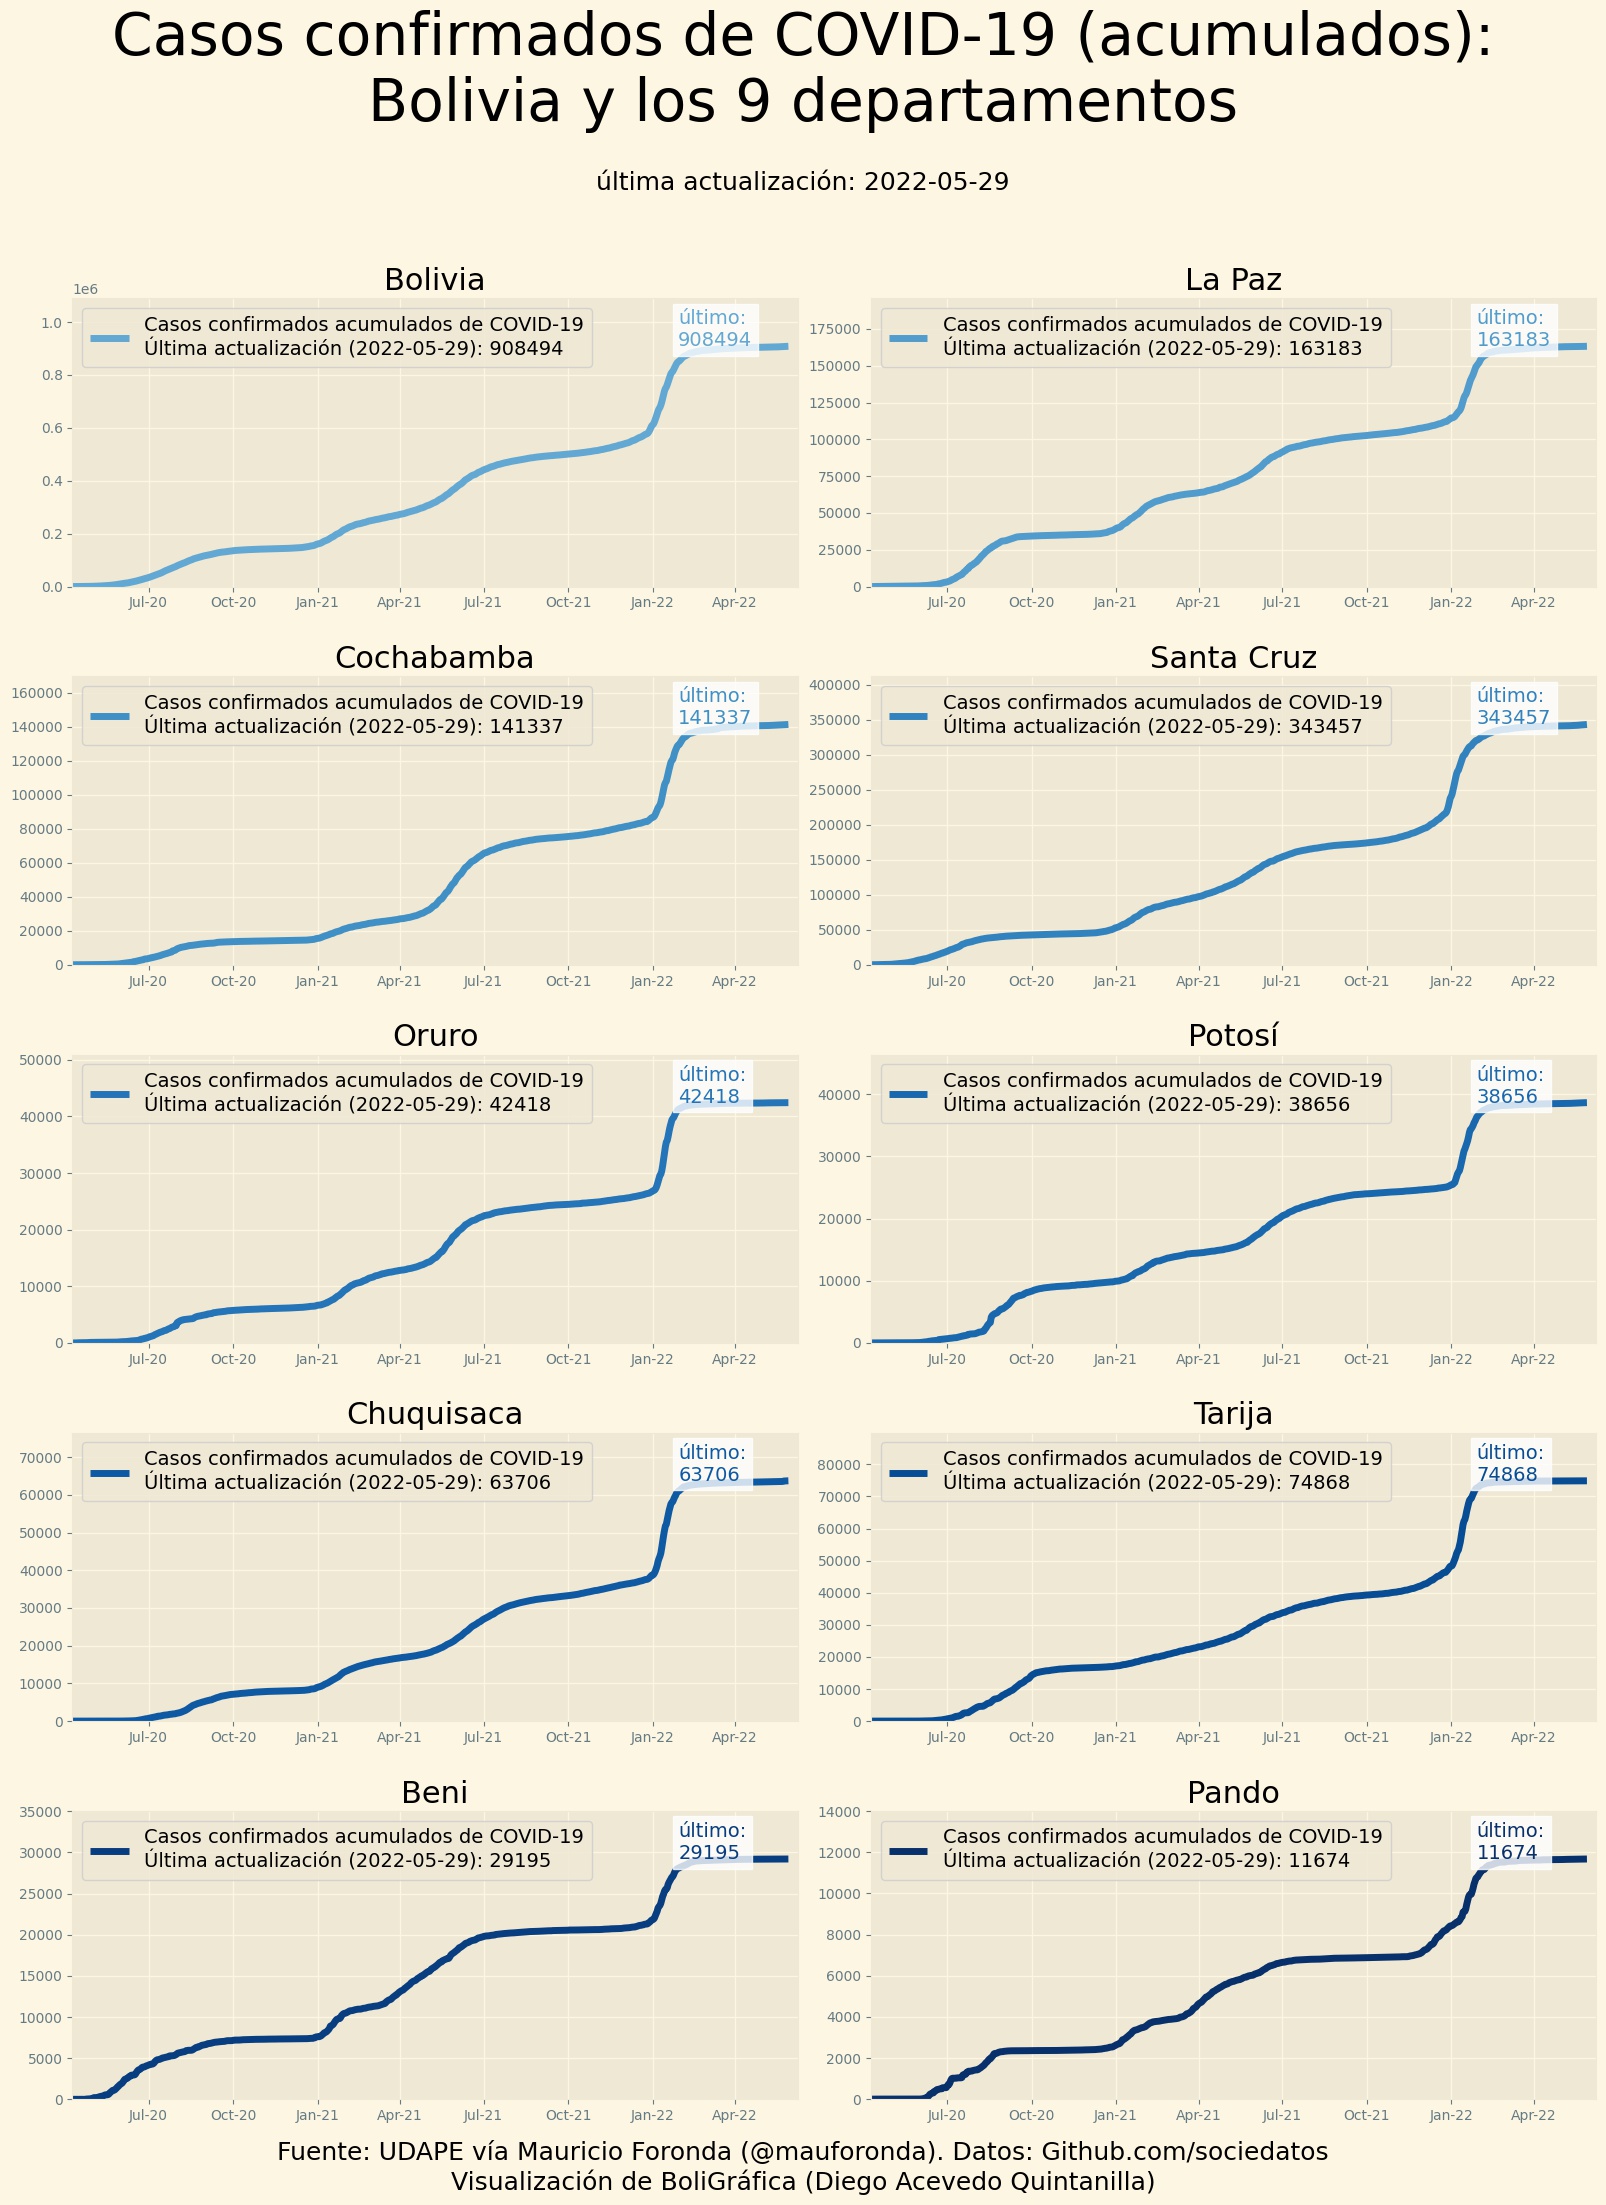 Casos confirmados de COVID-19 (acumulados):
Bolivia y los 9 departamentos
última actualización: 2022-05-29
Bolivia
1e6
Casos confirmados acumulados de COVID-19
Última actualización (2022-05-29): 908494
último:
908494
1.0
0.8
0.6
0.4
0.2
0.0
Jul-20 Oct-20 Jan-21 Apr-21 Jul-21 Oct-21 Jan-22 Apr-22
La Paz
Casos confirmados acumulados de COVID-19
Última actualización (2022-05-29): 163183
último:
163183
175000
150000
125000
100000
75000
50000
25000
0
Jul-20 Oct-20 Jan-21 Apr-21 Jul-21 Oct-21 Jan-22 Apr-22
Cochabamba
Casos confirmados acumulados de COVID-19
Última actualización (2022-05-29): 141337
último:
141337
160000
140000
120000
100000
80000
60000
40000
20000
0
Jul-20 Oct-20 Jan-21 Apr-21 Jul-21 Oct-21 Jan-22 Apr-22
Santa Cruz
Casos confirmados acumulados de COVID-19
Última actualización (2022-05-29): 343457
último:
343457
400000
350000
300000
250000
200000
150000
100000
50000
0
Jul-20 Oct-20 Jan-21 Apr-21 Jul-21 Oct-21 Jan-22 Apr-22
Oruro
Casos confirmados acumulados de COVID-19
Última actualización (2022-05-29): 42418
último:
42418
50000
40000
30000
20000
10000
0
Jul-20 Oct-20 Jan-21 Apr-21 Jul-21 Oct-21 Jan-22 Apr-22
Potosí
Casos confirmados acumulados de COVID-19
Última actualización (2022-05-29): 38656
último:
38656
40000
30000
20000
10000
0
Jul-20 Oct-20 Jan-21 Apr-21 Jul-21 Oct-21 Jan-22 Apr-22
Chuquisaca
Casos confirmados acumulados de COVID-19
Última actualización (2022-05-29): 63706
último:
63706
70000
60000
50000
40000
30000
20000
10000
0
Jul-20 Oct-20 Jan-21 Apr-21 Jul-21 Oct-21 Jan-22 Apr-22
Tarija
Casos confirmados acumulados de COVID-19
Última actualización (2022-05-29): 74868
último:
74868
80000
70000
60000
50000
40000
30000
20000
10000
0
Jul-20 Oct-20 Jan-21 Apr-21 Jul-21 Oct-21 Jan-22 Apr-22
Beni
Casos confirmados acumulados de COVID-19
Última actualización (2022-05-29): 29195
último:
29195
35000
30000
25000
20000
15000
10000
5000
0
Jul-20 Oct-20 Jan-21 Apr-21 Jul-21 Oct-21 Jan-22 Apr-22
Pando
Casos confirmados acumulados de COVID-19
Última actualización (2022-05-29): 11674
último:
11674
14000
12000
10000
8000
6000
4000
2000
0
Jul-20 Oct-20 Jan-21 Apr-21 Jul-21 Oct-21 Jan-22 Apr-22
Fuente: UDAPE vía Mauricio Foronda (@mauforonda). Datos: Github.com/sociedatos
Visualización de BoliGráfica (Diego Acevedo Quintanilla)